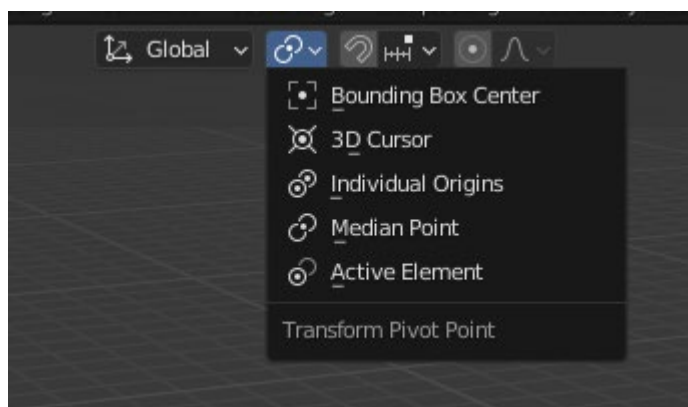 Global
Bounding Box Center
3D Cursor
Individual Origins
Median Point
Active Element
Transform Pivot Point